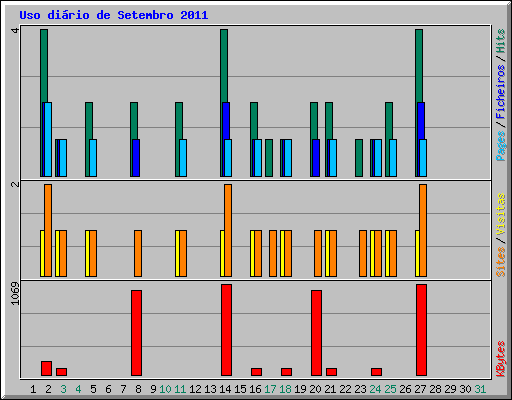 Uso diário de Setembro 2011
4
Pages / Ficheiros / Hits
2
Sites / Visitas
1069
KBytes
1 2 3 4 5 6 7 8 9 10 11 12 13 14 15 16 17 18 19 20 21 22 23 24 25 26 27 28 29 30 31